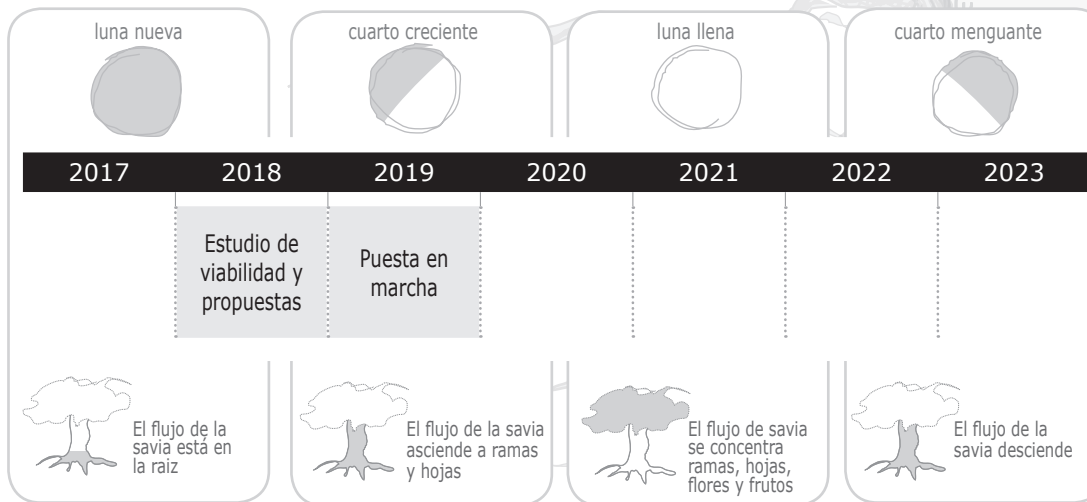 luna nueva
cuarto creciente
luna llena
cuarto menguante
2017
2018
2019
2020
2021
2022
2023
Estudio de
viabilidad y
propuestas
Puesta en
marcha
El flujo de la
savia está en
la raiz
El flujo de la savia
asciende a ramas
y hojas
El flujo de savia
se concentra
ramas, hojas,
flores y frutos
El flujo de la
savia desciende